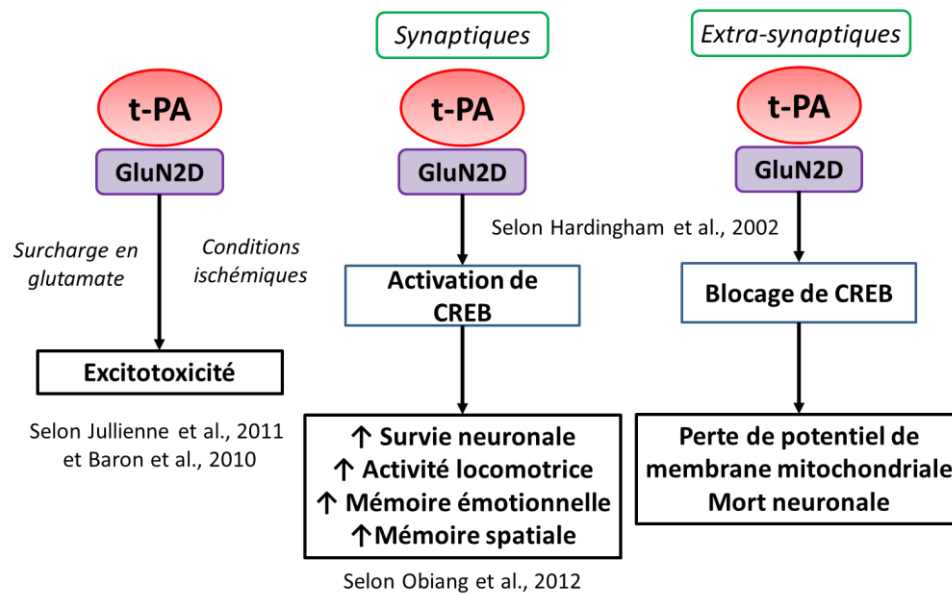 Synaptiques
Extra-synaptiques
t-PA
GluN2D
Surcharge en
glutamate
Conditions
ischémiques
Excitotoxicité
Selon Jullienne et al., 2011
et Baron et al., 2010
t-PA
GluN2D
t-PA
GluN2D
Selon Hardingham et al., 2002
Activation de
CREB
Blocage de CREB
↑ Survie neuronale
↑ Activité locomotrice
↑ Mémoire émotionnelle
↑Mémoire spatiale
Selon Obiang et al., 2012
Perte de potentiel de
membrane mitochondriale
Mort neuronale